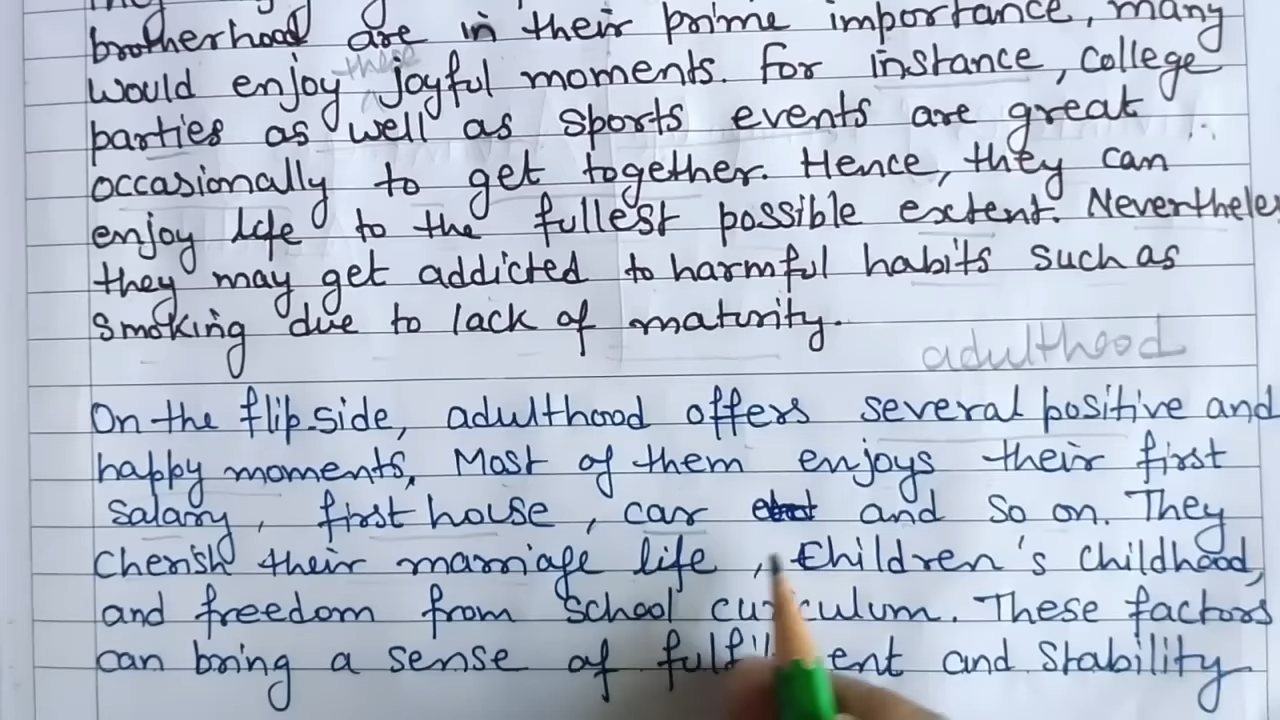 brotherhood are in their prime importance, many
these
would enjoy joyful moments. For instance, college
parties as well as sports events are great
occasionally to get together. Hence, they can
enjoy life to the fullest possible extent. Nevertheles
they may get addicted to harmful habits such as
smoking due to lack of maturity.
adulthood
On the flip-side, adulthood offers several positive and
happy moments, Most of them enjoys their first
salary, first house, car and so on. They
cherish their marriage life, children's childhood,
and freedom from school These factors
can bring a sense of and stability